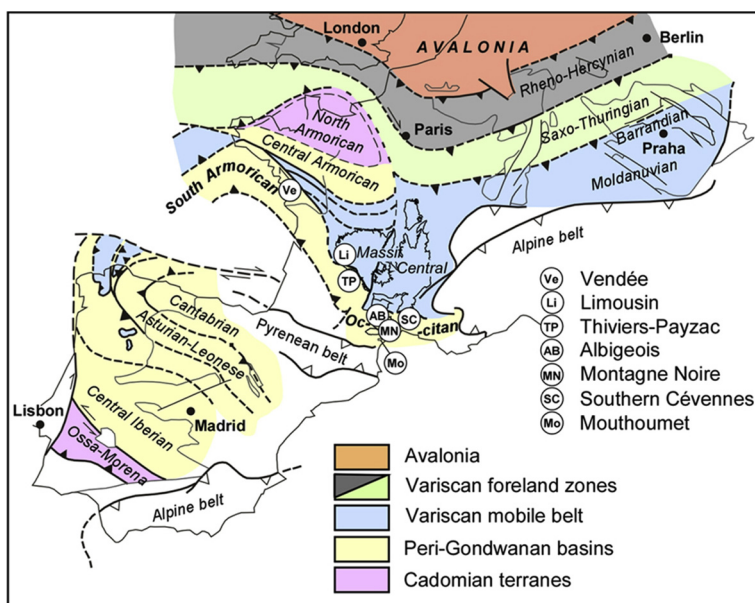 London
AVALONIA
Berlin
Rheno-Hercynian
North
Armorican
Paris
Saxo-Thuringian
Barrandian
Praha
Central Armorican
Moldanuvian
South Armorican
Ve
Alpine belt
Li
Massif
Central
TP
Oc-
-citan
AB
MN
SC
Mo
Cantabrian
Asturian-Leonese
Pyrenean belt
Central Iberian
Lisbon
Madrid
Ossa-Morena
Alpine belt
Ve Vendée
Li Limousin
TP Thiviers-Payzac
AB Albigeois
MN Montagne Noire
SC Southern Cévennes
Mo Mouthoumet
Avalonia
Variscan foreland zones
Variscan mobile belt
Peri-Gondwanan basins
Cadomian terranes